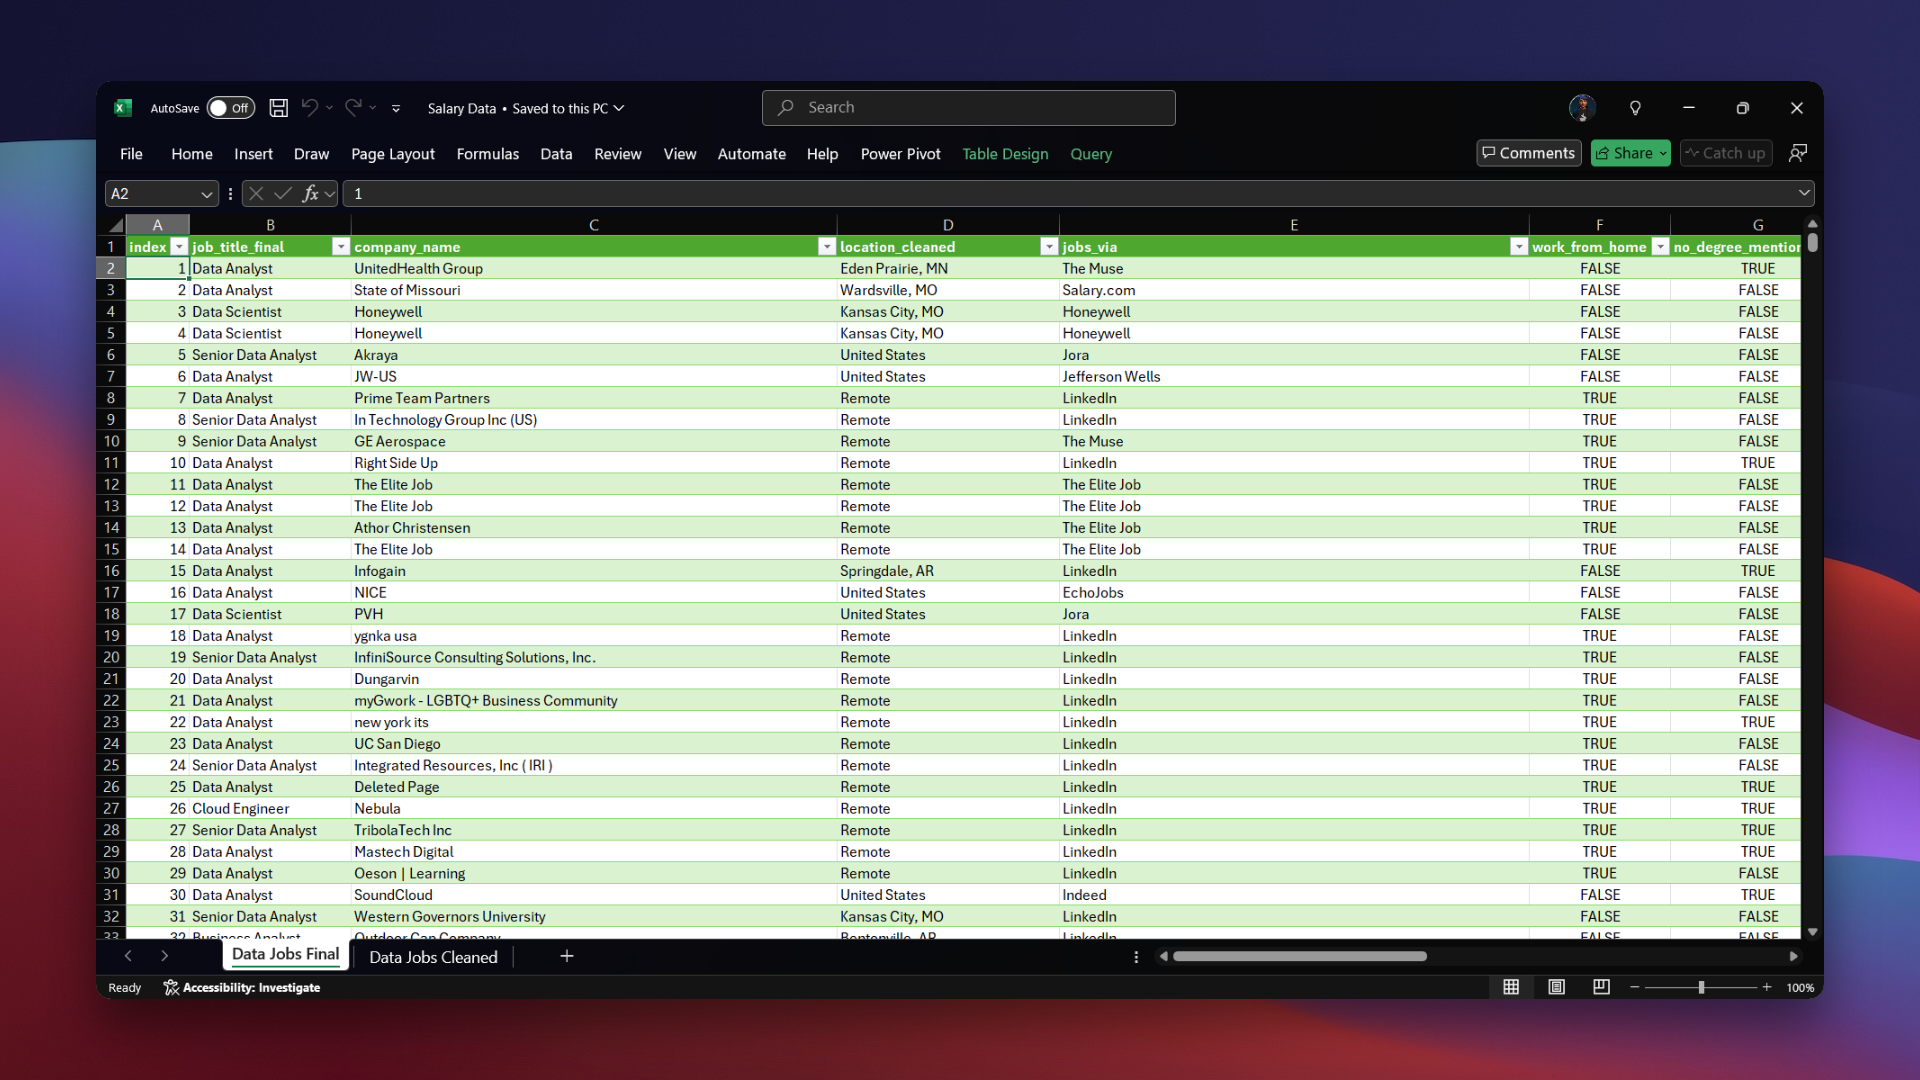 AutoSave Off Salary Data • Saved to this PC Search
File Home Insert Draw Page Layout Formulas Data Review View Automate Help Power Pivot Table Design Query Comments Share Catch up
A2 fx 1
A B C D E F G
1 index job_title_final company_name location_cleaned jobs_via work_from_home no_degree_mention
2 1 Data Analyst UnitedHealth Group Eden Prairie, MN The Muse FALSE TRUE
3 2 Data Analyst State of Missouri Wardsville, MO Salary.com FALSE FALSE
4 3 Data Scientist Honeywell Kansas City, MO Honeywell FALSE FALSE
5 4 Data Scientist Honeywell Kansas City, MO Honeywell FALSE FALSE
6 5 Senior Data Analyst Akraya United States Jora FALSE FALSE
7 6 Data Analyst JW-US United States Jefferson Wells FALSE FALSE
8 7 Data Analyst Prime Team Partners Remote LinkedIn TRUE FALSE
9 8 Senior Data Analyst In Technology Group Inc (US) Remote LinkedIn TRUE FALSE
10 9 Senior Data Analyst GE Aerospace Remote The Muse TRUE FALSE
11 10 Data Analyst Right Side Up Remote LinkedIn TRUE TRUE
12 11 Data Analyst The Elite Job Remote The Elite Job TRUE FALSE
13 12 Data Analyst The Elite Job Remote The Elite Job TRUE FALSE
14 13 Data Analyst Athor Christensen Remote The Elite Job TRUE FALSE
15 14 Data Analyst The Elite Job Remote The Elite Job TRUE FALSE
16 15 Data Analyst Infogain Springdale, AR LinkedIn FALSE TRUE
17 16 Data Analyst NICE United States EchoJobs FALSE FALSE
18 17 Data Scientist PVH United States Jora FALSE FALSE
19 18 Data Analyst ygnka usa Remote LinkedIn TRUE FALSE
20 19 Senior Data Analyst InfiniSource Consulting Solutions, Inc. Remote LinkedIn TRUE FALSE
21 20 Data Analyst Dungarvin Remote LinkedIn TRUE FALSE
22 21 Data Analyst myGwork - LGBTQ+ Business Community Remote LinkedIn TRUE FALSE
23 22 Data Analyst new york its Remote LinkedIn TRUE TRUE
24 23 Data Analyst UC San Diego Remote LinkedIn TRUE FALSE
25 24 Senior Data Analyst Integrated Resources, Inc ( IRI ) Remote LinkedIn TRUE FALSE
26 25 Data Analyst Deleted Page Remote LinkedIn TRUE TRUE
27 26 Cloud Engineer Nebula Remote LinkedIn TRUE TRUE
28 27 Senior Data Analyst TribolaTech Inc Remote LinkedIn TRUE TRUE
29 28 Data Analyst Mastech Digital Remote LinkedIn TRUE TRUE
30 29 Data Analyst Oeson | Learning Remote LinkedIn TRUE FALSE
31 30 Data Analyst SoundCloud United States Indeed FALSE TRUE
32 31 Senior Data Analyst Western Governors University Kansas City, MO LinkedIn FALSE FALSE
33 32 Business Analyst Outdoor Cap Company Bentonville, AR LinkedIn FALSE FALSE
Data Jobs Final Data Jobs Cleaned
Ready Accessibility: Investigate 100%